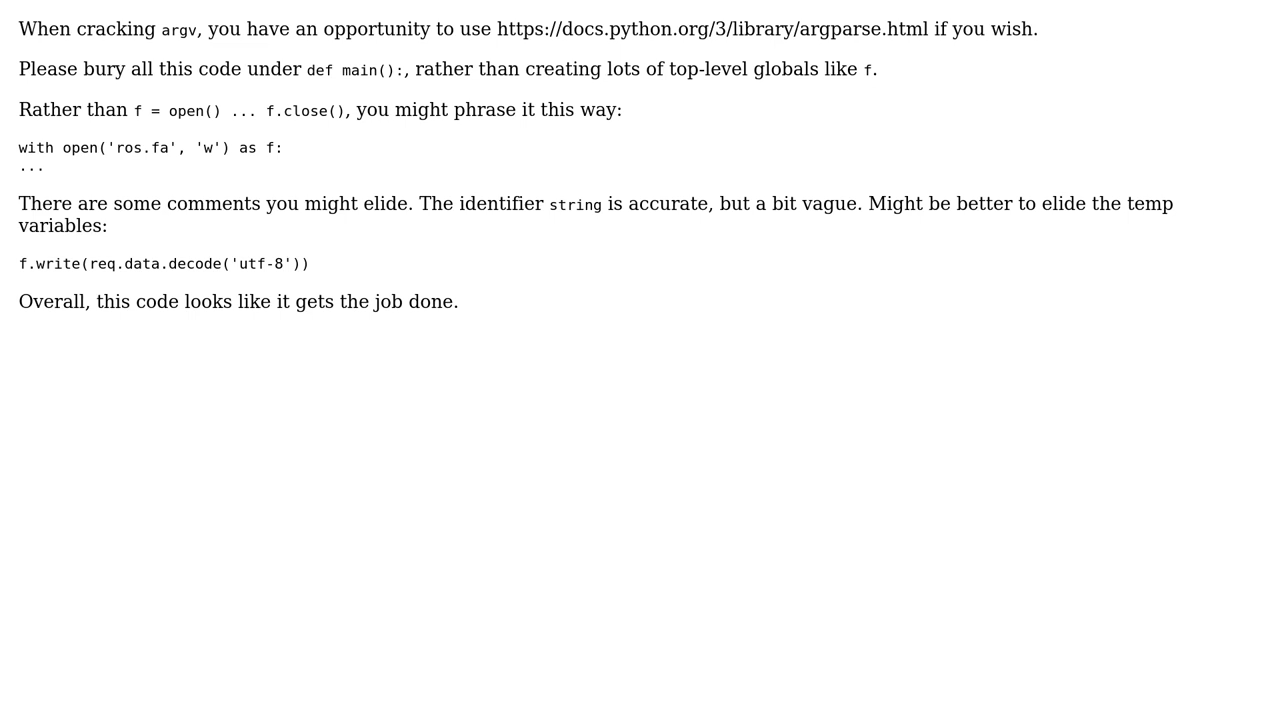 When cracking argv, you have an opportunity to use https://docs.python.org/3/library/argparse.html if you wish.
Please bury all this code under def main():, rather than creating lots of top-level globals like f.
Rather than f = open() ... f.close(), you might phrase it this way:
with open('ros.fa', 'w') as f:
...
There are some comments you might elide. The identifier string is accurate, but a bit vague. Might be better to elide the temp
variables:
f.write(req.data.decode('utf-8'))
Overall, this code looks like it gets the job done.